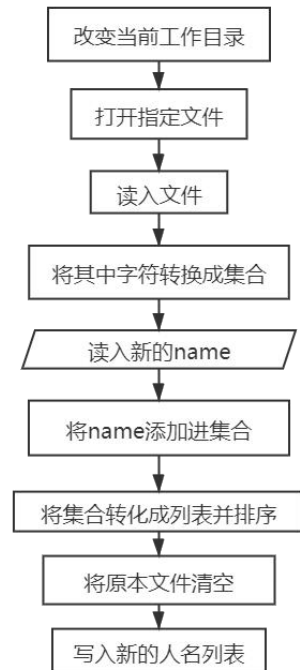 改变当前工作目录
打开指定文件
读入文件
将其中字符转换成集合
读入新的name
将name添加进集合
将集合转化成列表并排序
将原本文件清空
写入新的人名列表